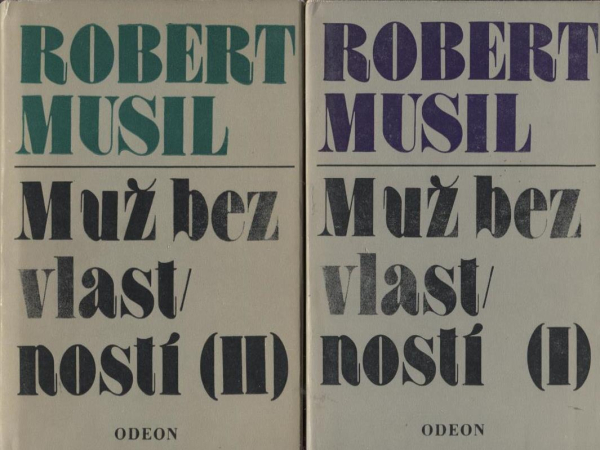 ROBERT
MUSIL
Muž bez
vlast/
ností (II)
ODEON
ROBERT
MUSIL
Muž bez
vlast/
ností (I)
ODEON